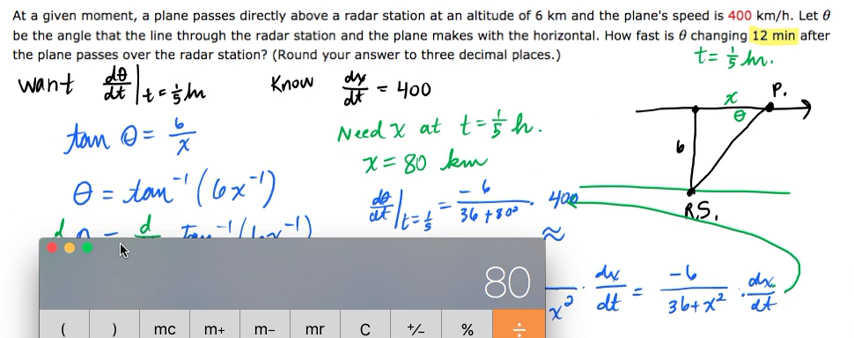 At a given moment, a plane passes directly above a radar station at an altitude of 6 km and the plane's speed is 400 km/h. Let θ
be the angle that the line through the radar station and the plane makes with the horizontal. How fast is θ changing 12 min after
the plane passes over the radar station? (Round your answer to three decimal places.)
t = 1/5 hr.
want dθ/dt | t = 1/5 hr
Know dx/dt = 400
x P.
θ
tan θ = 6/x
Need x at t = 1/5 h.
6
x = 80 km
θ = tan⁻¹(6x⁻¹)
dθ/dt | t = 1/5 = -6/(36 + 80²) · 400
R.S.
≈
80
x² · dx/dt = -6/(36 + x²) · dx/dt
( ) mc m+ m- mr C +/- % ÷